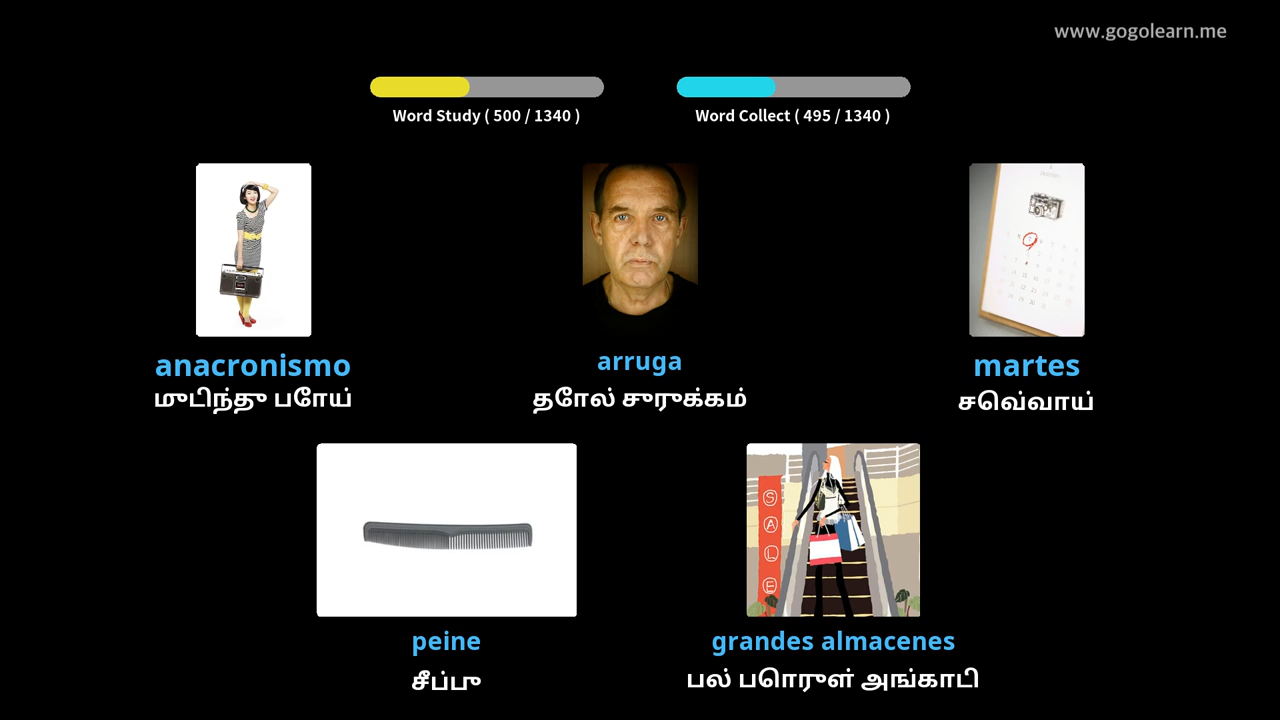 www.gogolearn.me
Word Study ( 500 / 1340 )
Word Collect ( 495 / 1340 )
anacronismo
முடிந்து போய்
arruga
தோல் சுருக்கம்
martes
செவ்வாய்
peine
சீப்பு
grandes almacenes
பல் பொருள் அங்காடி
SALE